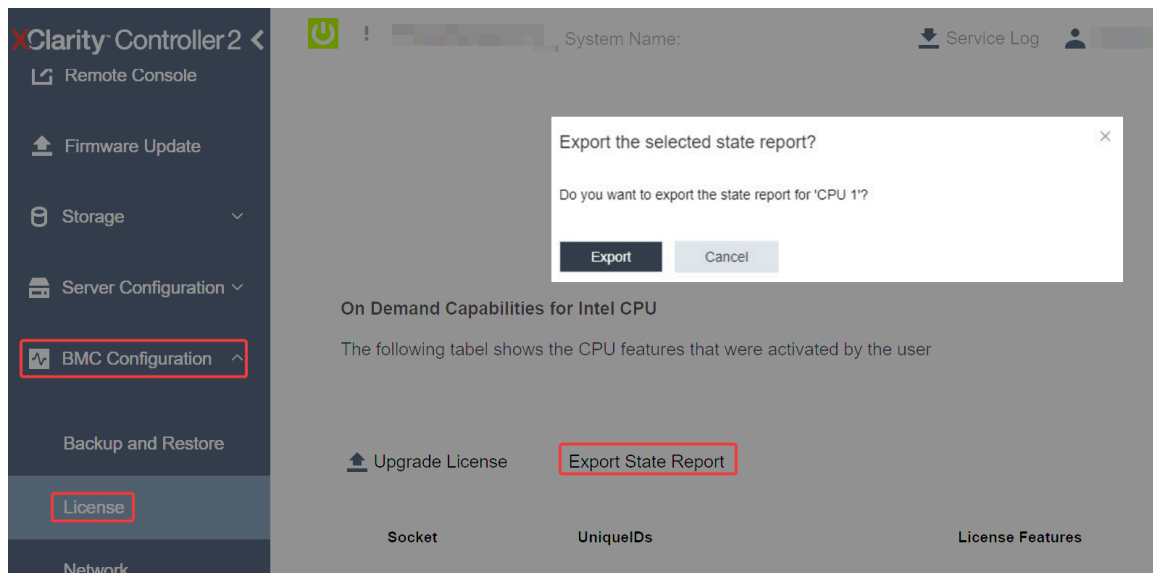 XClarity Controller 2
System Name:
Service Log
Remote Console
Firmware Update
Storage
Server Configuration
BMC Configuration
Backup and Restore
License
Network
Export the selected state report?
Do you want to export the state report for 'CPU 1'?
Export
Cancel
On Demand Capabilities for Intel CPU
The following tabel shows the CPU features that were activated by the user
Upgrade License
Export State Report
Socket
UniqueIDs
License Features